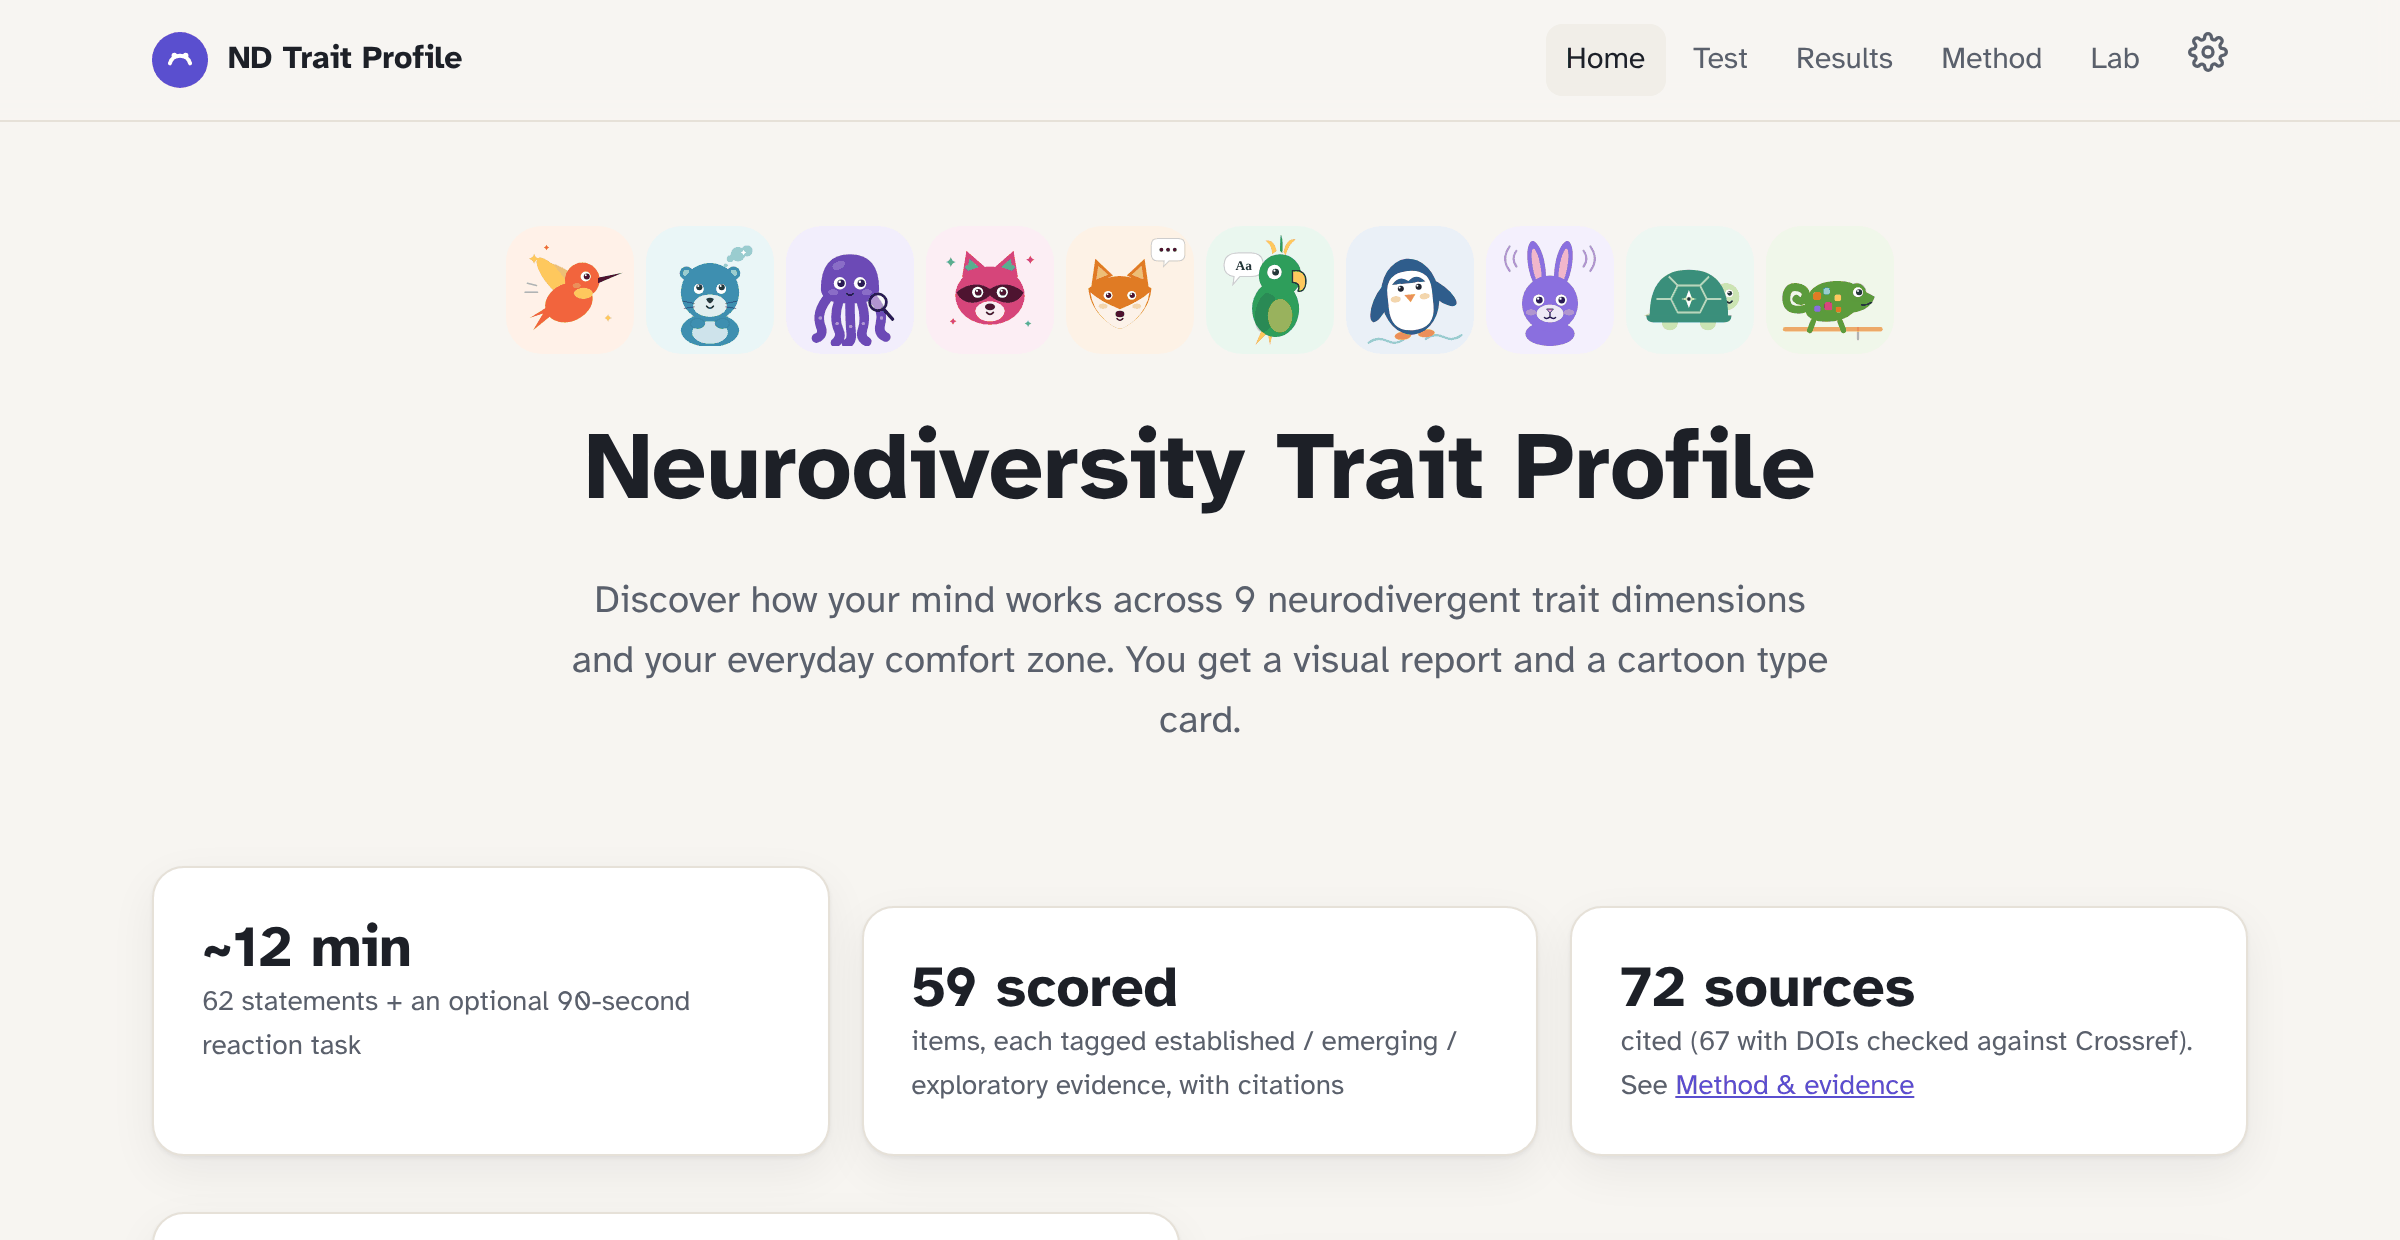 ND Trait Profile
Home
Test
Results
Method
Lab
Aa
Neurodiversity Trait Profile
Discover how your mind works across 9 neurodivergent trait dimensions
and your everyday comfort zone. You get a visual report and a cartoon type
card.
~12 min
62 statements + an optional 90-second
reaction task
59 scored
items, each tagged established / emerging /
exploratory evidence, with citations
72 sources
cited (67 with DOIs checked against Crossref).
See Method & evidence